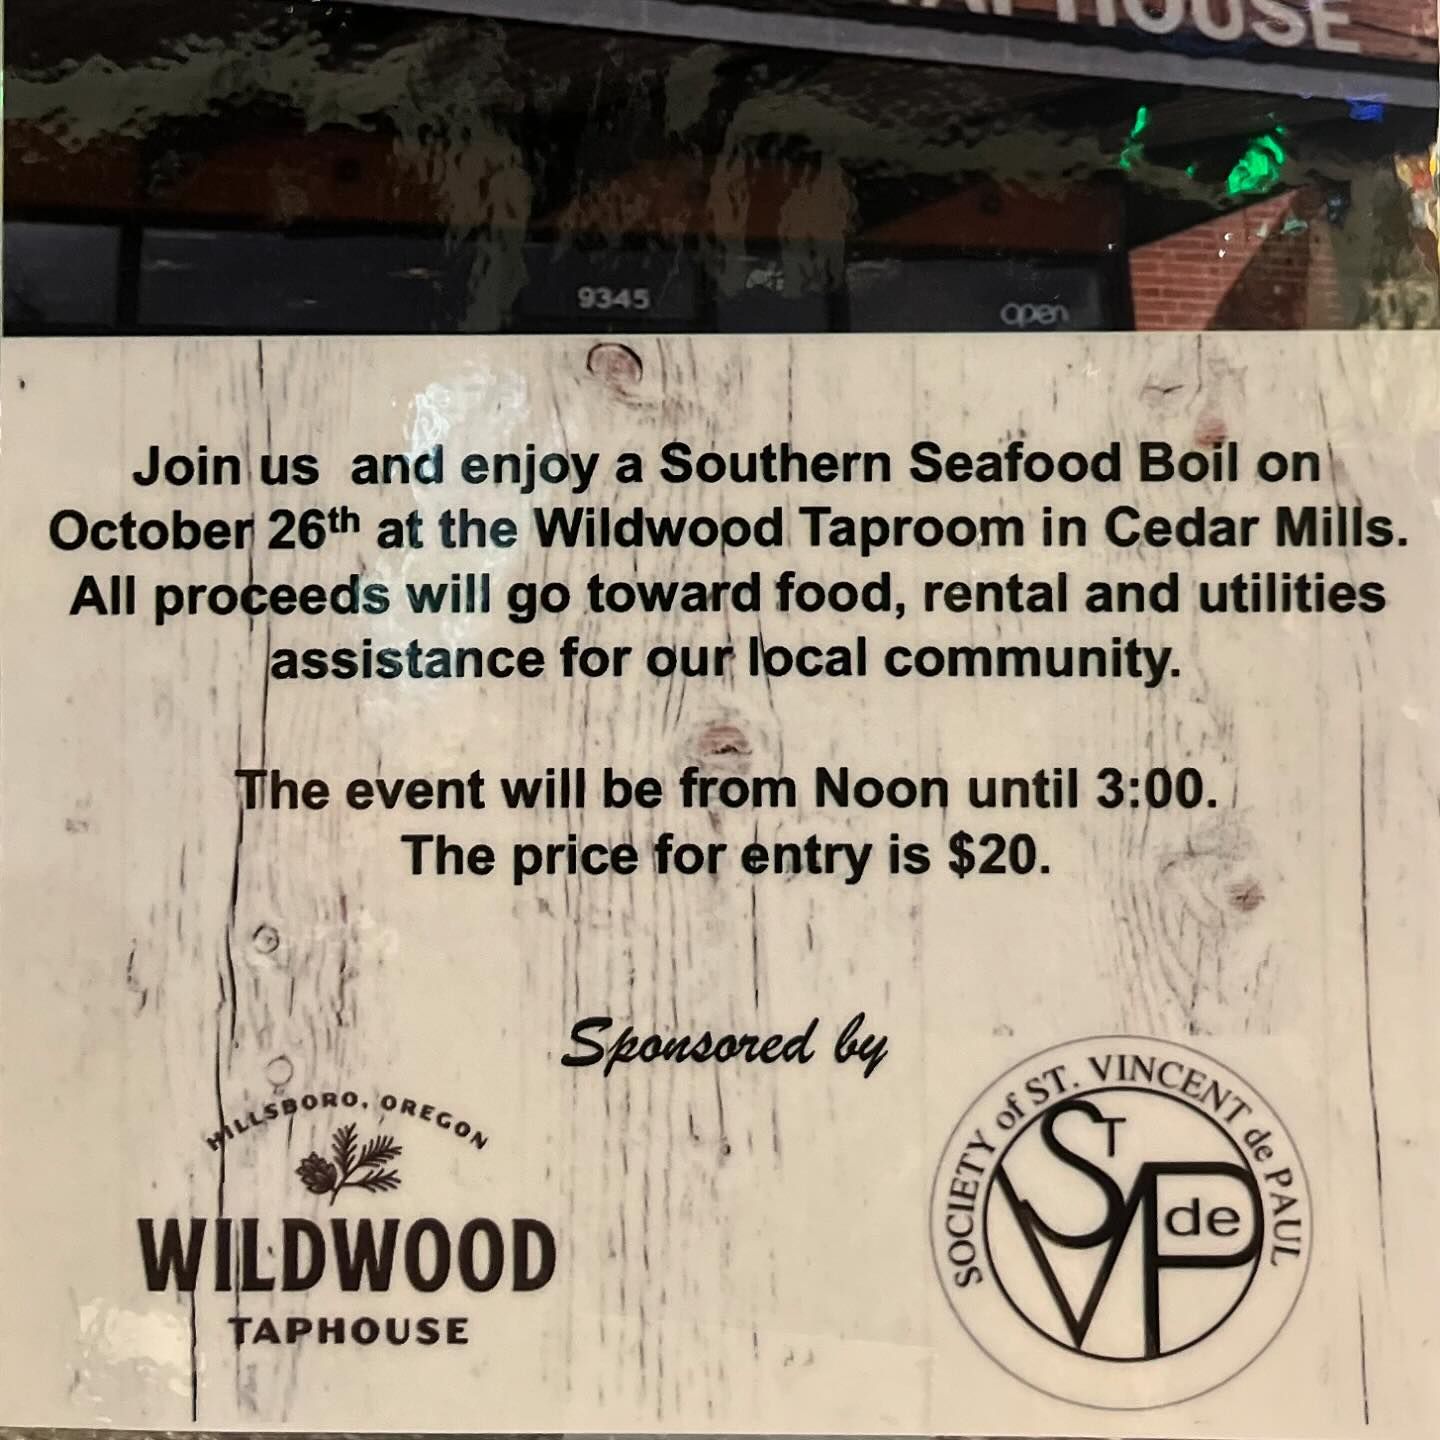 TAPHOUSE
9345
open
Join us and enjoy a Southern Seafood Boil on
October 26th at the Wildwood Taproom in Cedar Mills.
All proceeds will go toward food, rental and utilities
assistance for our local community.
The event will be from Noon until 3:00.
The price for entry is $20.
Sponsored by
HILLSBORO, OREGON
WILDWOOD
TAPHOUSE
SOCIETY of ST. VINCENT de PAUL
ST
V de P